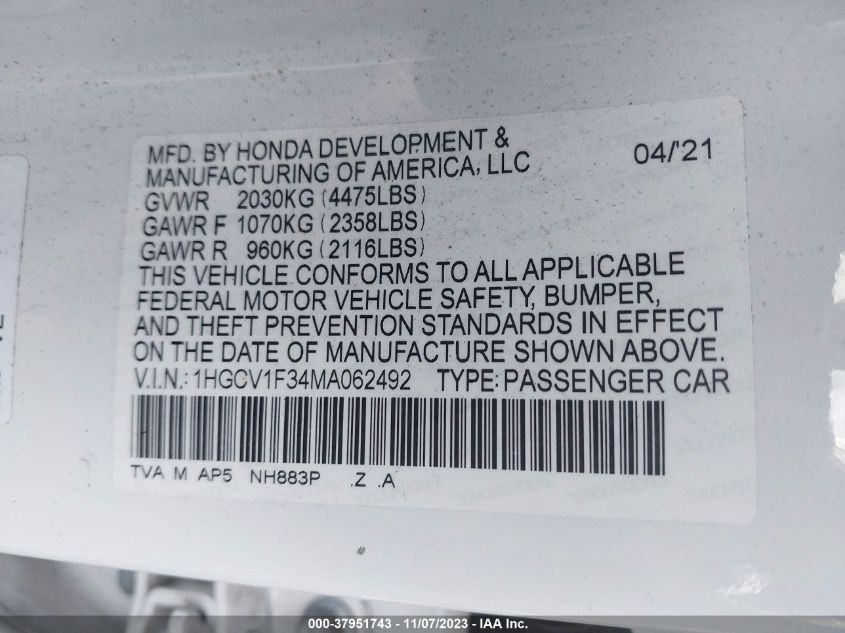 MFD. BY HONDA DEVELOPMENT &
MANUFACTURING OF AMERICA, LLC
04/'21
GVWR 2030KG (4475LBS)
GAWR F 1070KG (2358LBS)
GAWR R 960KG (2116LBS)
THIS VEHICLE CONFORMS TO ALL APPLICABLE
FEDERAL MOTOR VEHICLE SAFETY, BUMPER,
AND THEFT PREVENTION STANDARDS IN EFFECT
ON THE DATE OF MANUFACTURE SHOWN ABOVE.
V.I.N.: 1HGCV1F34MA062492 TYPE: PASSENGER CAR
TVA M AP5 NH883P .Z .A
000-37951743 - 11/07/2023 - IAA Inc.